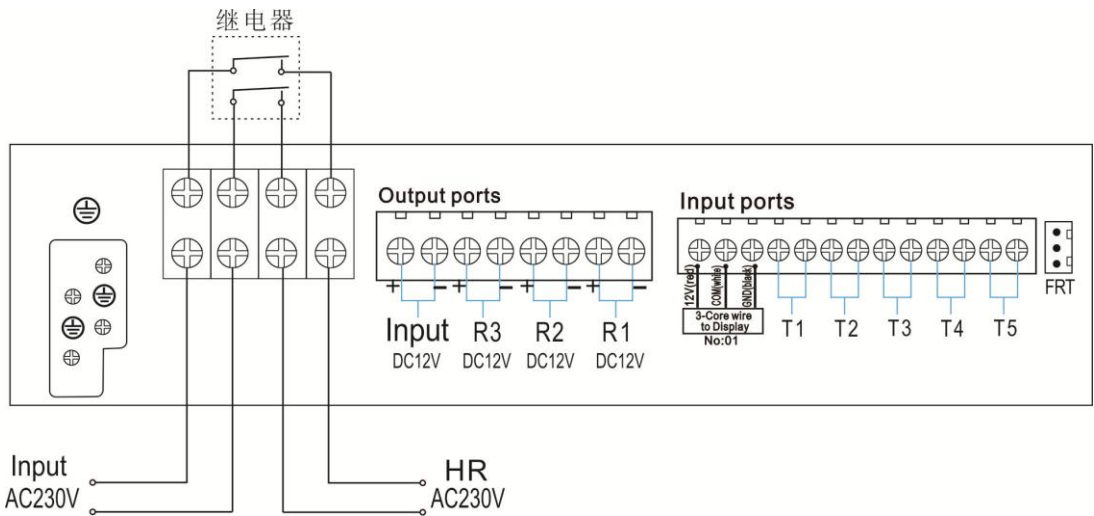 继电器
Output ports
Input ports
+ - + - + - + -
12V(red)
COM(white)
GND(black)
3-Core wire
to Display
No:01
Input R3 R2 R1
DC12V DC12V DC12V DC12V
T1 T2 T3 T4 T5
FRT
Input
AC230V
HR
AC230V